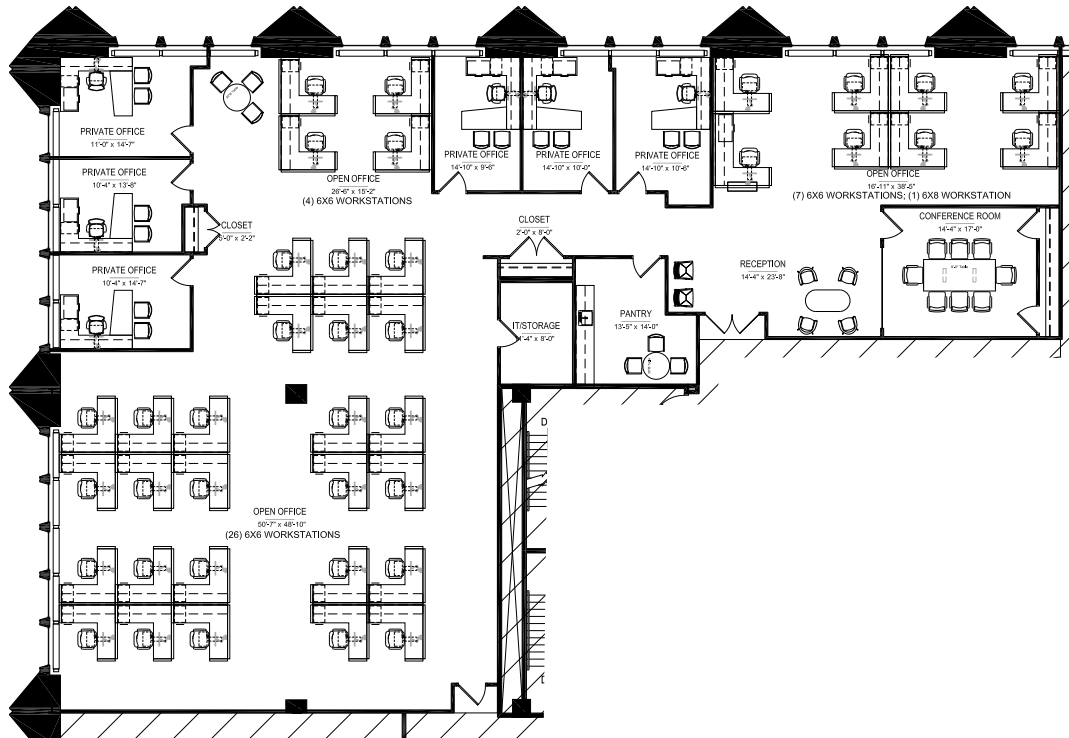 PRIVATE OFFICE
11'-0" x 14'-7"
PRIVATE OFFICE
10'-4" x 13'-8"
CLOSET
5'-0" x 2'-2"
PRIVATE OFFICE
10'-4" x 14'-7"
OPEN OFFICE
26'-6" x 15'-2"
(4) 6X6 WORKSTATIONS
PRIVATE OFFICE
14'-10" x 9'-6"
PRIVATE OFFICE
14'-10" x 10'-0"
PRIVATE OFFICE
14'-10" x 10'-6"
OPEN OFFICE
16'-11" x 38'-5"
(7) 6X6 WORKSTATIONS; (1) 6X8 WORKSTATION
CLOSET
2'-0" x 8'-0"
CONFERENCE ROOM
14'-4" x 17'-0"
RECEPTION
14'-4" x 23'-8"
IT/STORAGE
'-4" x 8'-0"
PANTRY
13'-5" x 14'-0"
D
OPEN OFFICE
50'-7" x 48'-10"
(26) 6X6 WORKSTATIONS